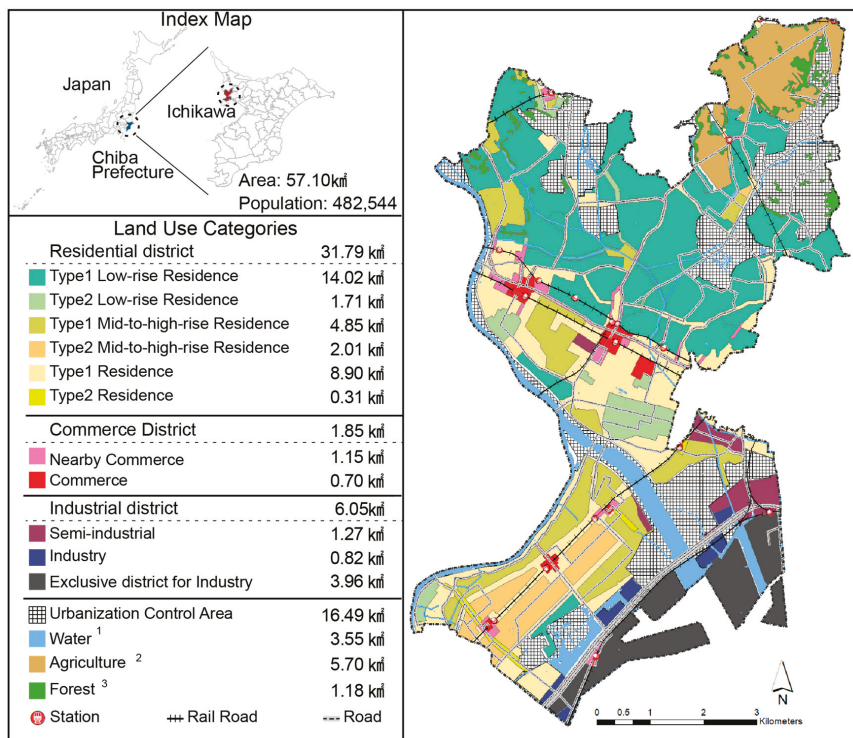 Index Map
Japan
Ichikawa
Chiba
Prefecture
Area: 57.10㎢
Population: 482,544
Land Use Categories
Residential district 31.79 ㎢
Type1 Low-rise Residence 14.02 ㎢
Type2 Low-rise Residence 1.71 ㎢
Type1 Mid-to-high-rise Residence 4.85 ㎢
Type2 Mid-to-high-rise Residence 2.01 ㎢
Type1 Residence 8.90 ㎢
Type2 Residence 0.31 ㎢
Commerce District 1.85 ㎢
Nearby Commerce 1.15 ㎢
Commerce 0.70 ㎢
Industrial district 6.05㎢
Semi-industrial 1.27 ㎢
Industry 0.82 ㎢
Exclusive district for Industry 3.96 ㎢
Urbanization Control Area 16.49 ㎢
Water 1 3.55 ㎢
Agriculture 2 5.70 ㎢
Forest 3 1.18 ㎢
Station Rail Road Road
N
0 0.5 1 2 3
Kilometers